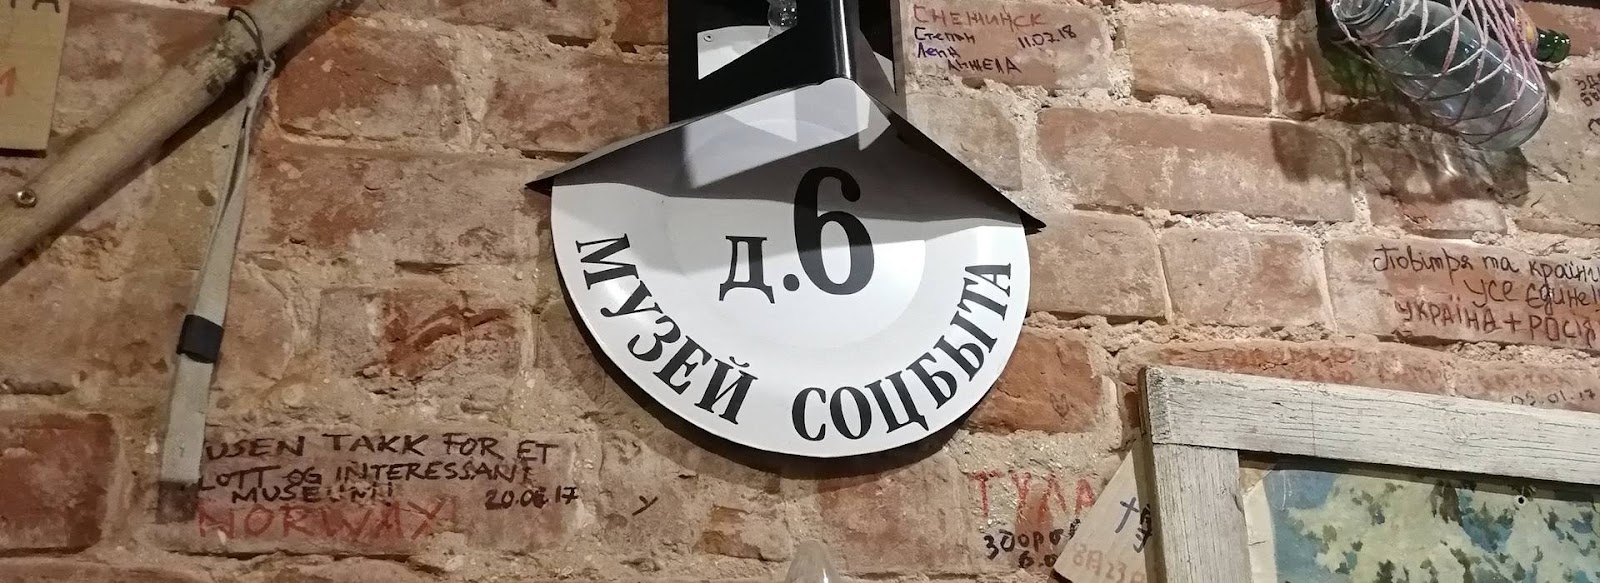 СНЕЖИНСК
Степан 11.07.18
Лена
АНЖЕЛА
д.6
МУЗЕЙ СОЦБЫТА
Повітря та країни
усе єдине!
УКРАЇНА + РОСІЯ
USEN TAKK FOR ET
LOTT OG INTERESSANT
MUSEUM!! 20.06.17
NORWAY
ТУЛА